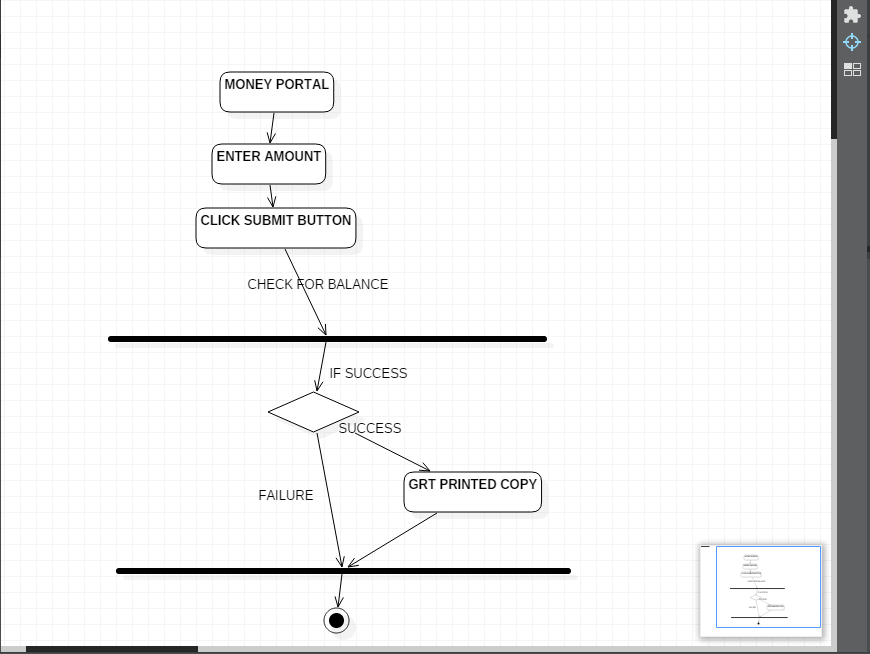 MONEY PORTAL
ENTER AMOUNT
CLICK SUBMIT BUTTON
CHECK FOR BALANCE
IF SUCCESS
SUCCESS
GRT PRINTED COPY
FAILURE